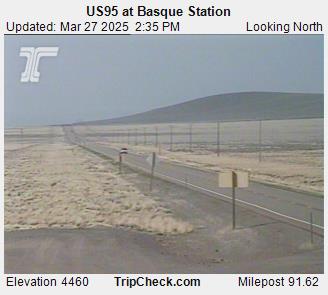 US95 at Basque Station
Updated: Mar 27 2025 2:35 PM Looking North
Elevation 4460 TripCheck.com Milepost 91.62